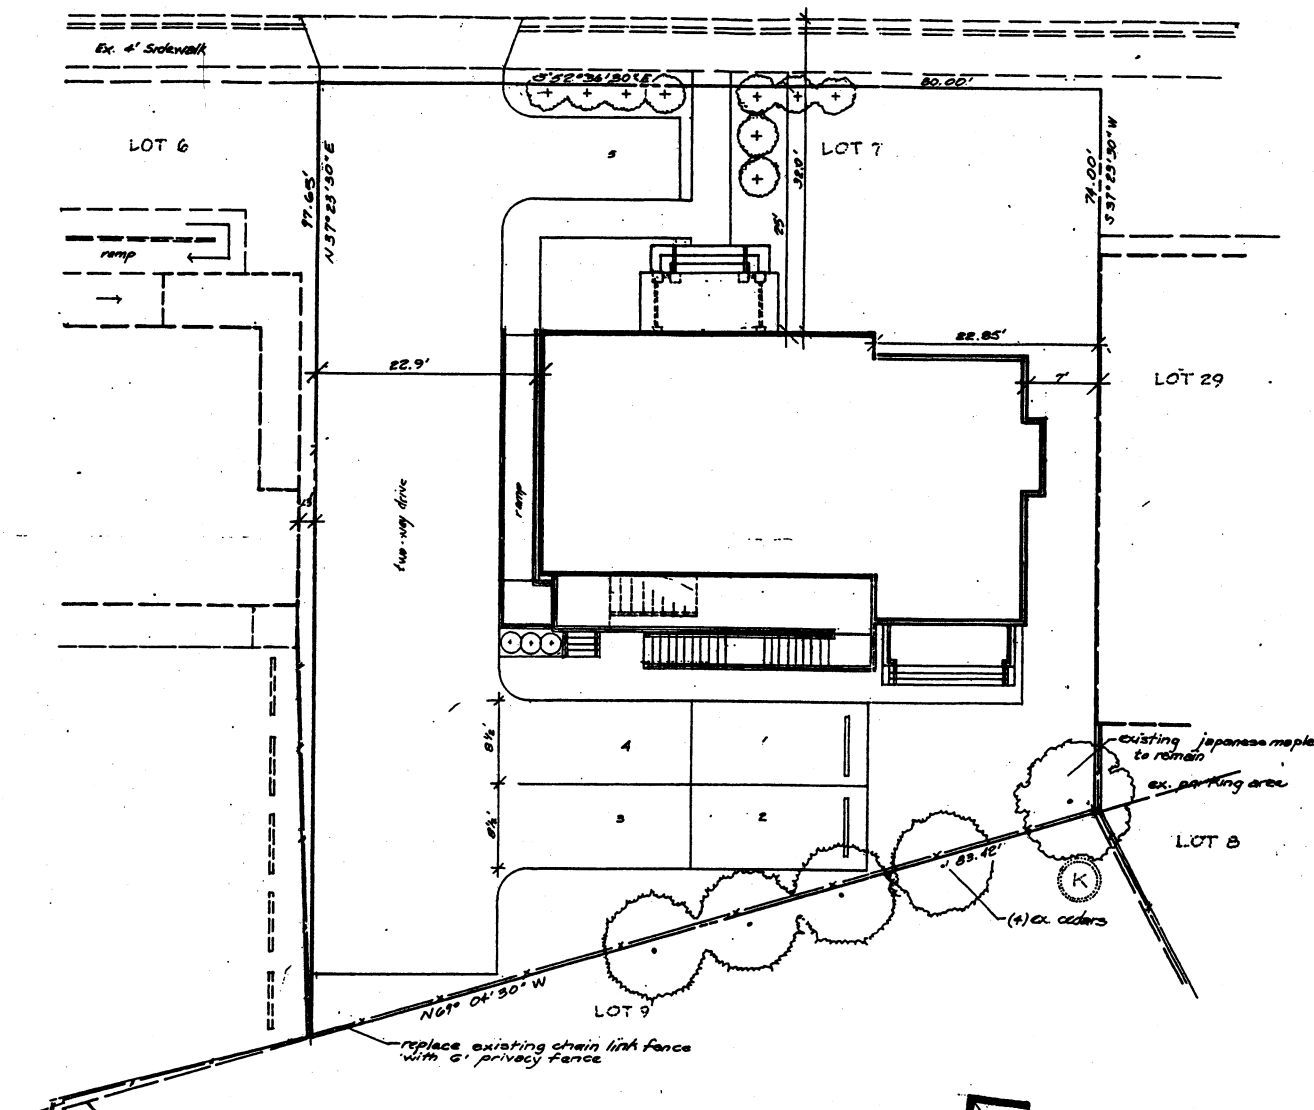 Ex. 4' Sidewalk
S 52° 36' 30" E
80.00'
LOT 6
5
LOT 7
97.65'
N 37° 23' 30" E
32.0'
25'
74.00'
S 37° 23' 30" W
ramp
22.9'
22.85'
7'
LOT 29
two-way drive
ramp
8½'
8½'
4
1
3
2
existing japanese maple
to remain
ex. parking area
LOT 8
83.42'
K
(4) ex. cedars
N 69° 04' 30" W
LOT 9
replace existing chain link fence
with 6' privacy fence